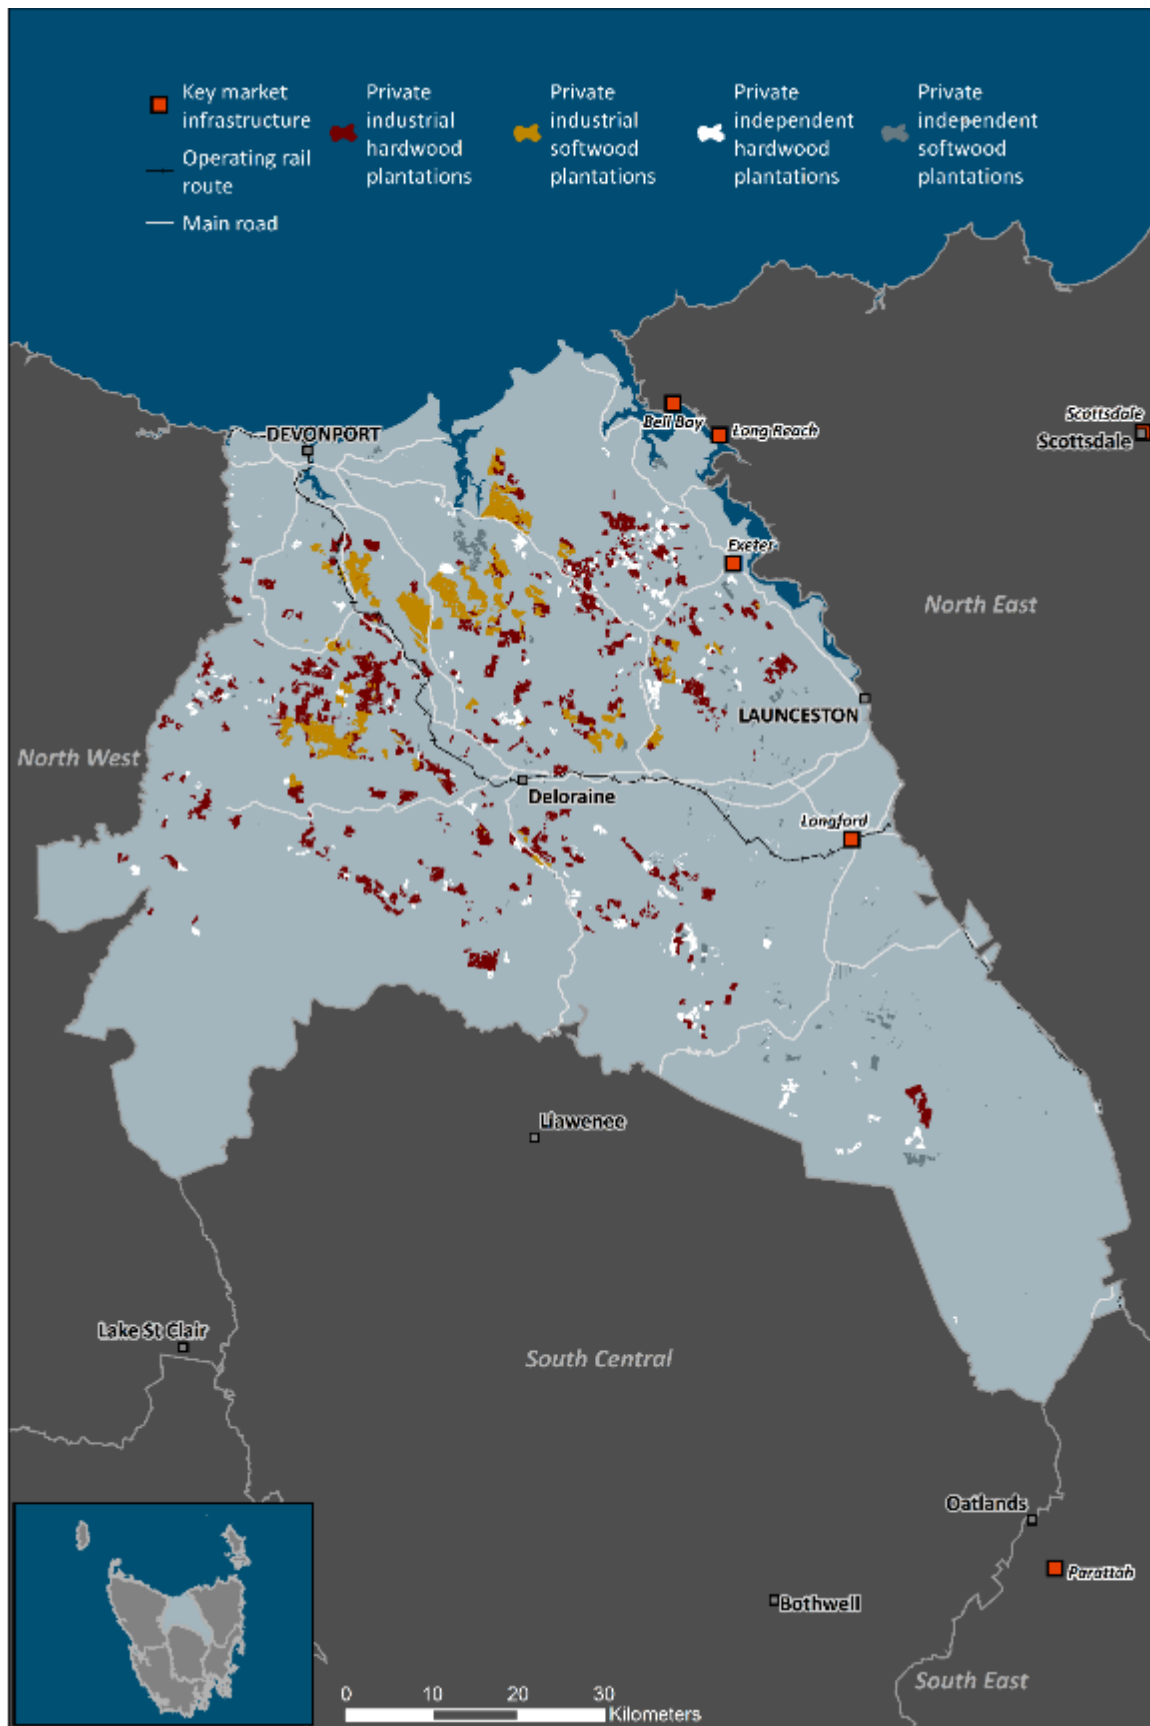 Key market
infrastructure
Operating rail
route
Main road
Private
industrial
hardwood
plantations
Private
industrial
softwood
plantations
Private
independent
hardwood
plantations
Private
independent
softwood
plantations
Bell Bay
Long Reach
Scottsdale
Scottsdale
DEVONPORT
Exeter
North East
LAUNCESTON
North West
Deloraine
Longford
Liawenee
Lake St Clair
South Central
Oatlands
Parattah
Bothwell
South East
0 10 20 30
Kilometers